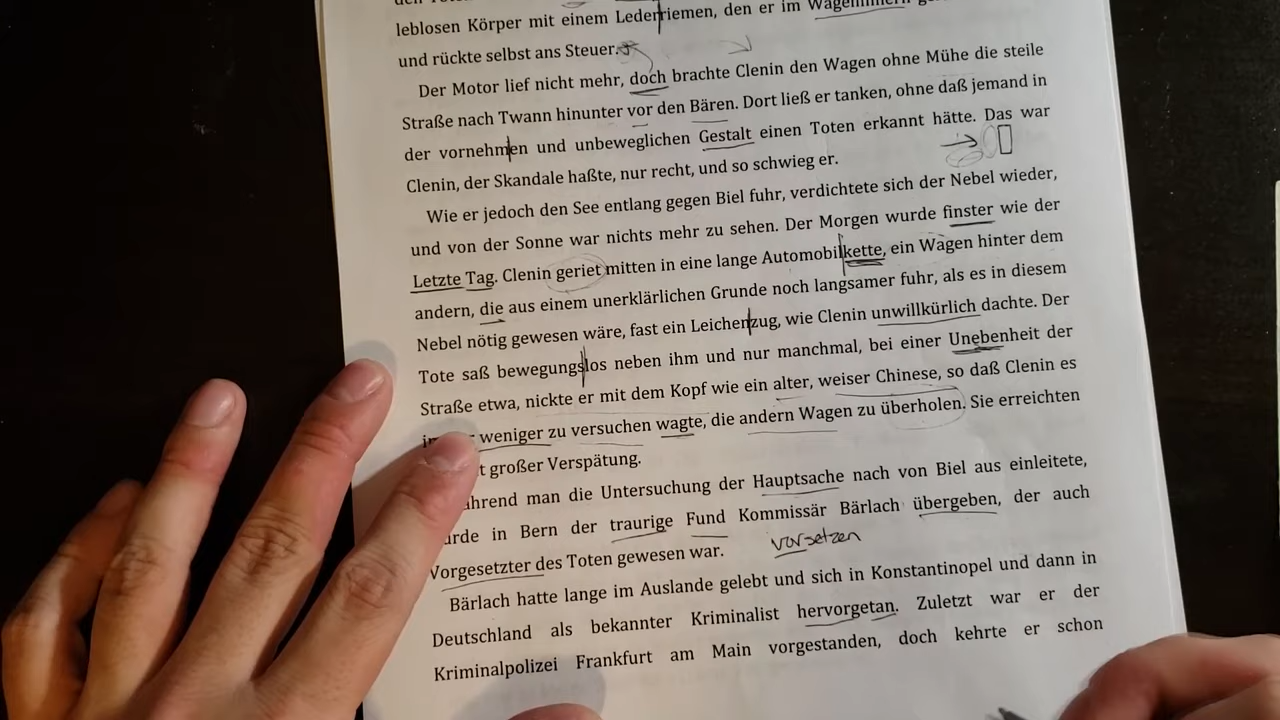 leblosen Körper mit einem Lederriemen, den er im Wageninnern
und rückte selbst ans Steuer.
Der Motor lief nicht mehr, doch brachte Clenin den Wagen ohne Mühe die steile
Straße nach Twann hinunter vor den Bären. Dort ließ er tanken, ohne daß jemand in
der vornehmen und unbeweglichen Gestalt einen Toten erkannt hätte. Das war
Clenin, der Skandale haßte, nur recht, und so schwieg er.
Wie er jedoch den See entlang gegen Biel fuhr, verdichtete sich der Nebel wieder,
und von der Sonne war nichts mehr zu sehen. Der Morgen wurde finster wie der
Letzte Tag. Clenin geriet mitten in eine lange Automobilkette, ein Wagen hinter dem
andern, die aus einem unerklärlichen Grunde noch langsamer fuhr, als es in diesem
Nebel nötig gewesen wäre, fast ein Leichenzug, wie Clenin unwillkürlich dachte. Der
Tote saß bewegungslos neben ihm und nur manchmal, bei einer Unebenheit der
Straße etwa, nickte er mit dem Kopf wie ein alter, weiser Chinese, so daß Clenin es
weniger zu versuchen wagte, die andern Wagen zu überholen. Sie erreichten
großer Verspätung.
man die Untersuchung der Hauptsache nach von Biel aus einleitete,
in Bern der traurige Fund Kommissär Bärlach übergeben, der auch
Vorgesetzter des Toten gewesen war. vorsetzen
Bärlach hatte lange im Auslande gelebt und sich in Konstantinopel und dann in
Deutschland als bekannter Kriminalist hervorgetan. Zuletzt war er der
Kriminalpolizei Frankfurt am Main vorgestanden, doch kehrte er schon